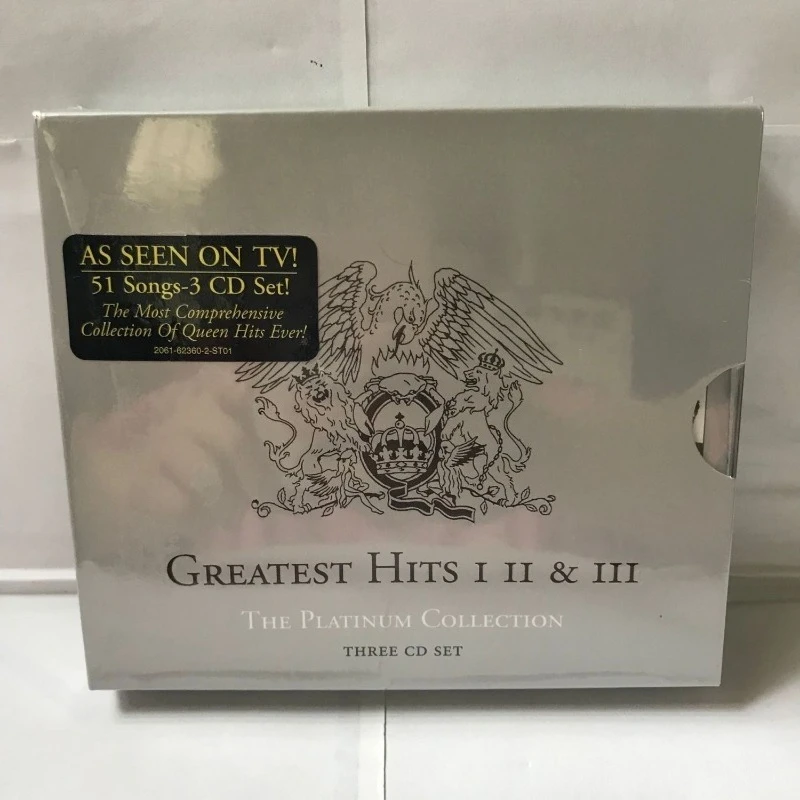 AS SEEN ON TV!
51 Songs-3 CD Set!
The Most Comprehensive
Collection Of Queen Hits Ever!
2061-62360-2-ST01
GREATEST HITS I II & III
THE PLATINUM COLLECTION
THREE CD SET